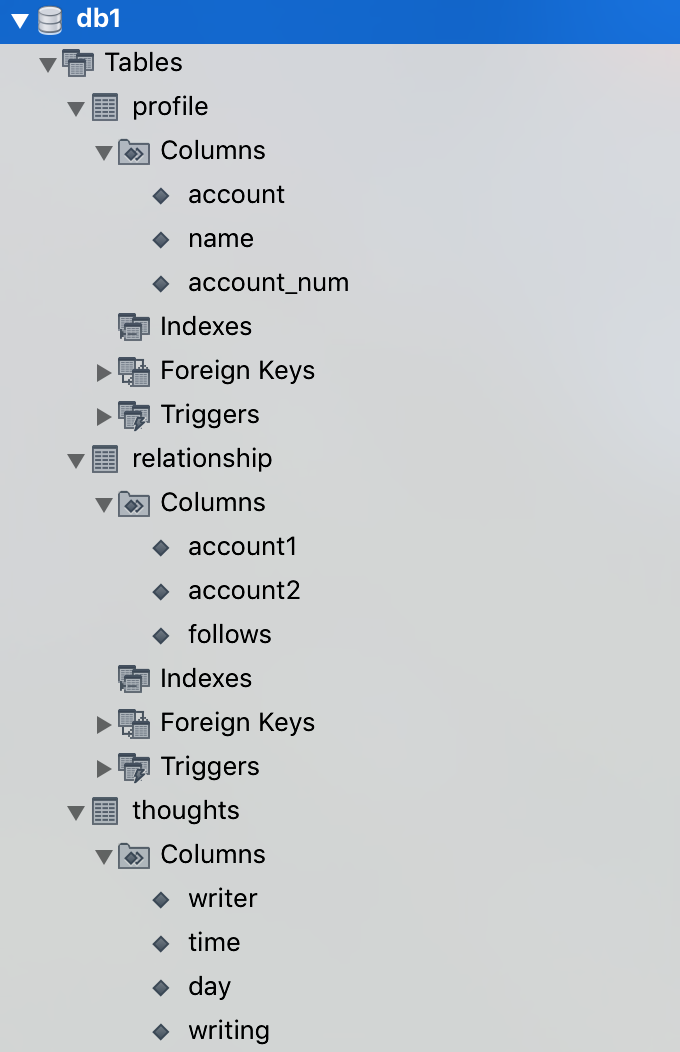 db1
Tables
profile
Columns
account
name
account_num
Indexes
Foreign Keys
Triggers
relationship
Columns
account1
account2
follows
Indexes
Foreign Keys
Triggers
thoughts
Columns
writer
time
day
writing